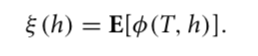 ξ(h) = E[ϕ(T, h)].